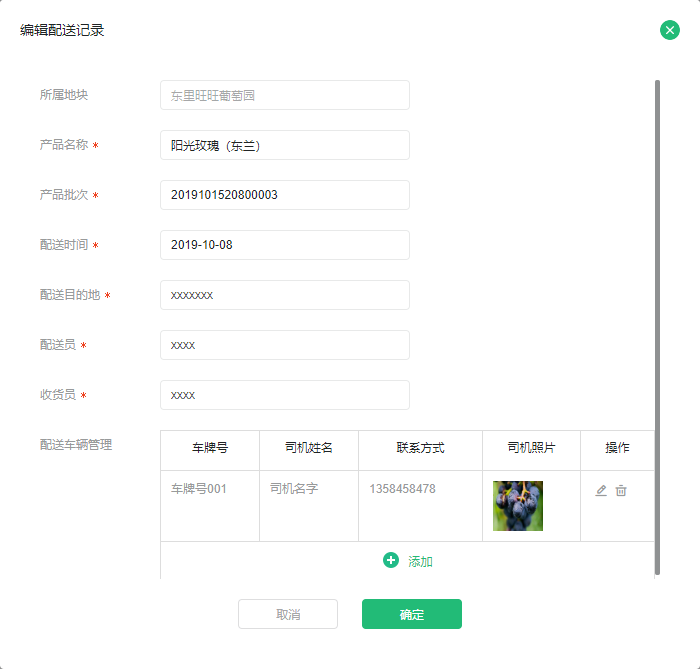 编辑配送记录
所属地块 东里旺旺葡萄园
产品名称 * 阳光玫瑰（东兰）
产品批次 * 2019101520800003
配送时间 * 2019-10-08
配送目的地 * xxxxxxx
配送员 * xxxx
收货员 * xxxx
配送车辆管理 车牌号 司机姓名 联系方式 司机照片 操作
车牌号001 司机名字 1358458478
添加
取消 确定